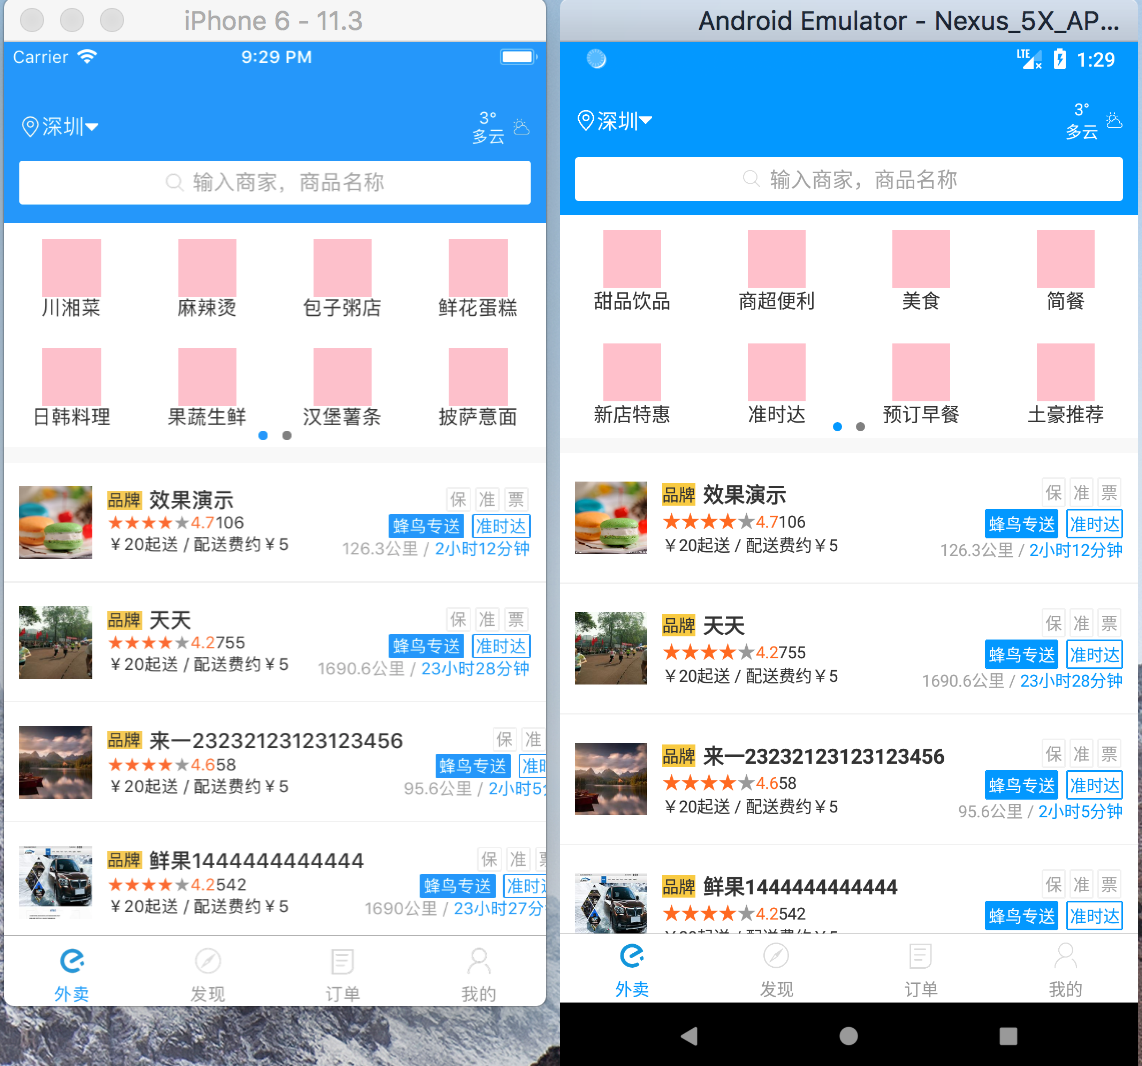 iPhone 6 - 11.3
Carrier
9:29 PM
深圳
3°
多云
输入商家，商品名称
川湘菜
麻辣烫
包子粥店
鲜花蛋糕
日韩料理
果蔬生鲜
汉堡薯条
披萨意面
品牌 效果演示
保 准 票
4.7106
蜂鸟专送 准时达
￥20起送 / 配送费约￥5
126.3公里 / 2小时12分钟
品牌 天天
保 准 票
4.2755
蜂鸟专送 准时达
￥20起送 / 配送费约￥5
1690.6公里 / 23小时28分钟
品牌 来一23232123123123456
保 准
4.658
蜂鸟专送 准时
￥20起送 / 配送费约￥5
95.6公里 / 2小时5分
品牌 鲜果1444444444444
保 准 票
4.2542
蜂鸟专送 准时达
￥20起送 / 配送费约￥5
1690公里 / 23小时27分
外卖
发现
订单
我的
Android Emulator - Nexus_5X_AP...
LTE
1:29
深圳
3°
多云
输入商家，商品名称
甜品饮品
商超便利
美食
简餐
新店特惠
准时达
预订早餐
土豪推荐
品牌 效果演示
保 准 票
4.7106
蜂鸟专送 准时达
￥20起送 / 配送费约￥5
126.3公里 / 2小时12分钟
品牌 天天
保 准 票
4.2755
蜂鸟专送 准时达
￥20起送 / 配送费约￥5
1690.6公里 / 23小时28分钟
品牌 来一23232123123123456
保 准 票
4.658
蜂鸟专送 准时达
￥20起送 / 配送费约￥5
95.6公里 / 2小时5分钟
品牌 鲜果1444444444444
保 准 票
4.2542
蜂鸟专送 准时达
￥20起送 / 配送费约￥5
外卖
发现
订单
我的